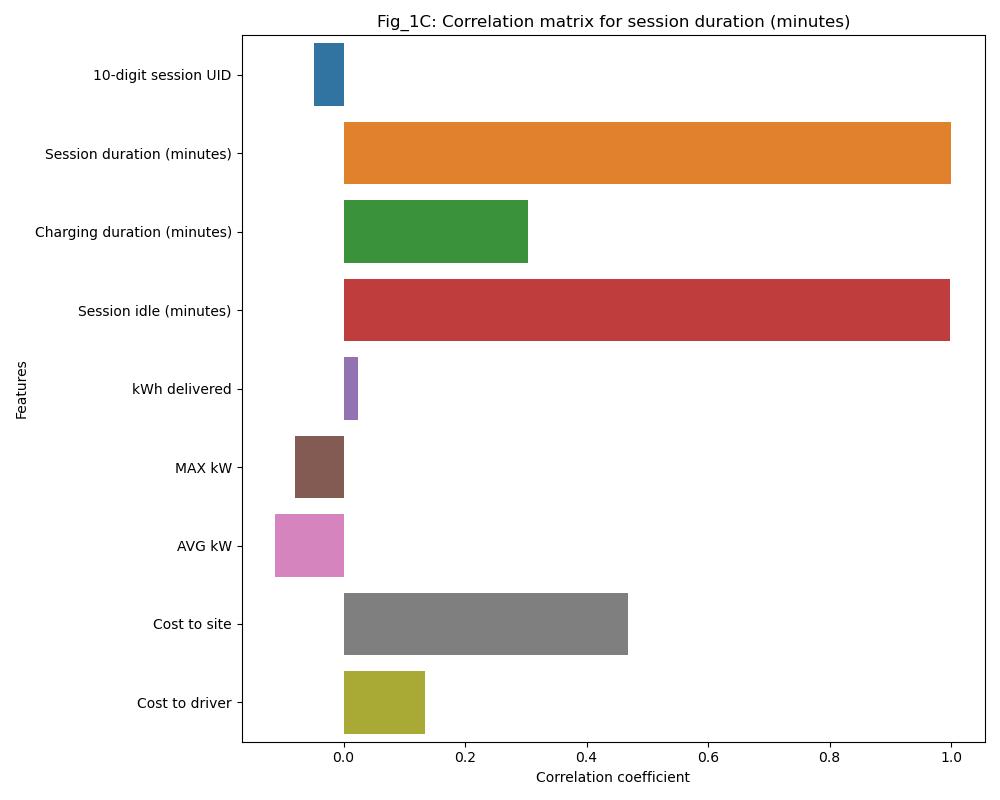 Fig_1C: Correlation matrix for session duration (minutes)
10-digit session UID
Session duration (minutes)
Charging duration (minutes)
Session idle (minutes)
kWh delivered
MAX kW
AVG kW
Cost to site
Cost to driver
Features
0.0 0.2 0.4 0.6 0.8 1.0
Correlation coefficient